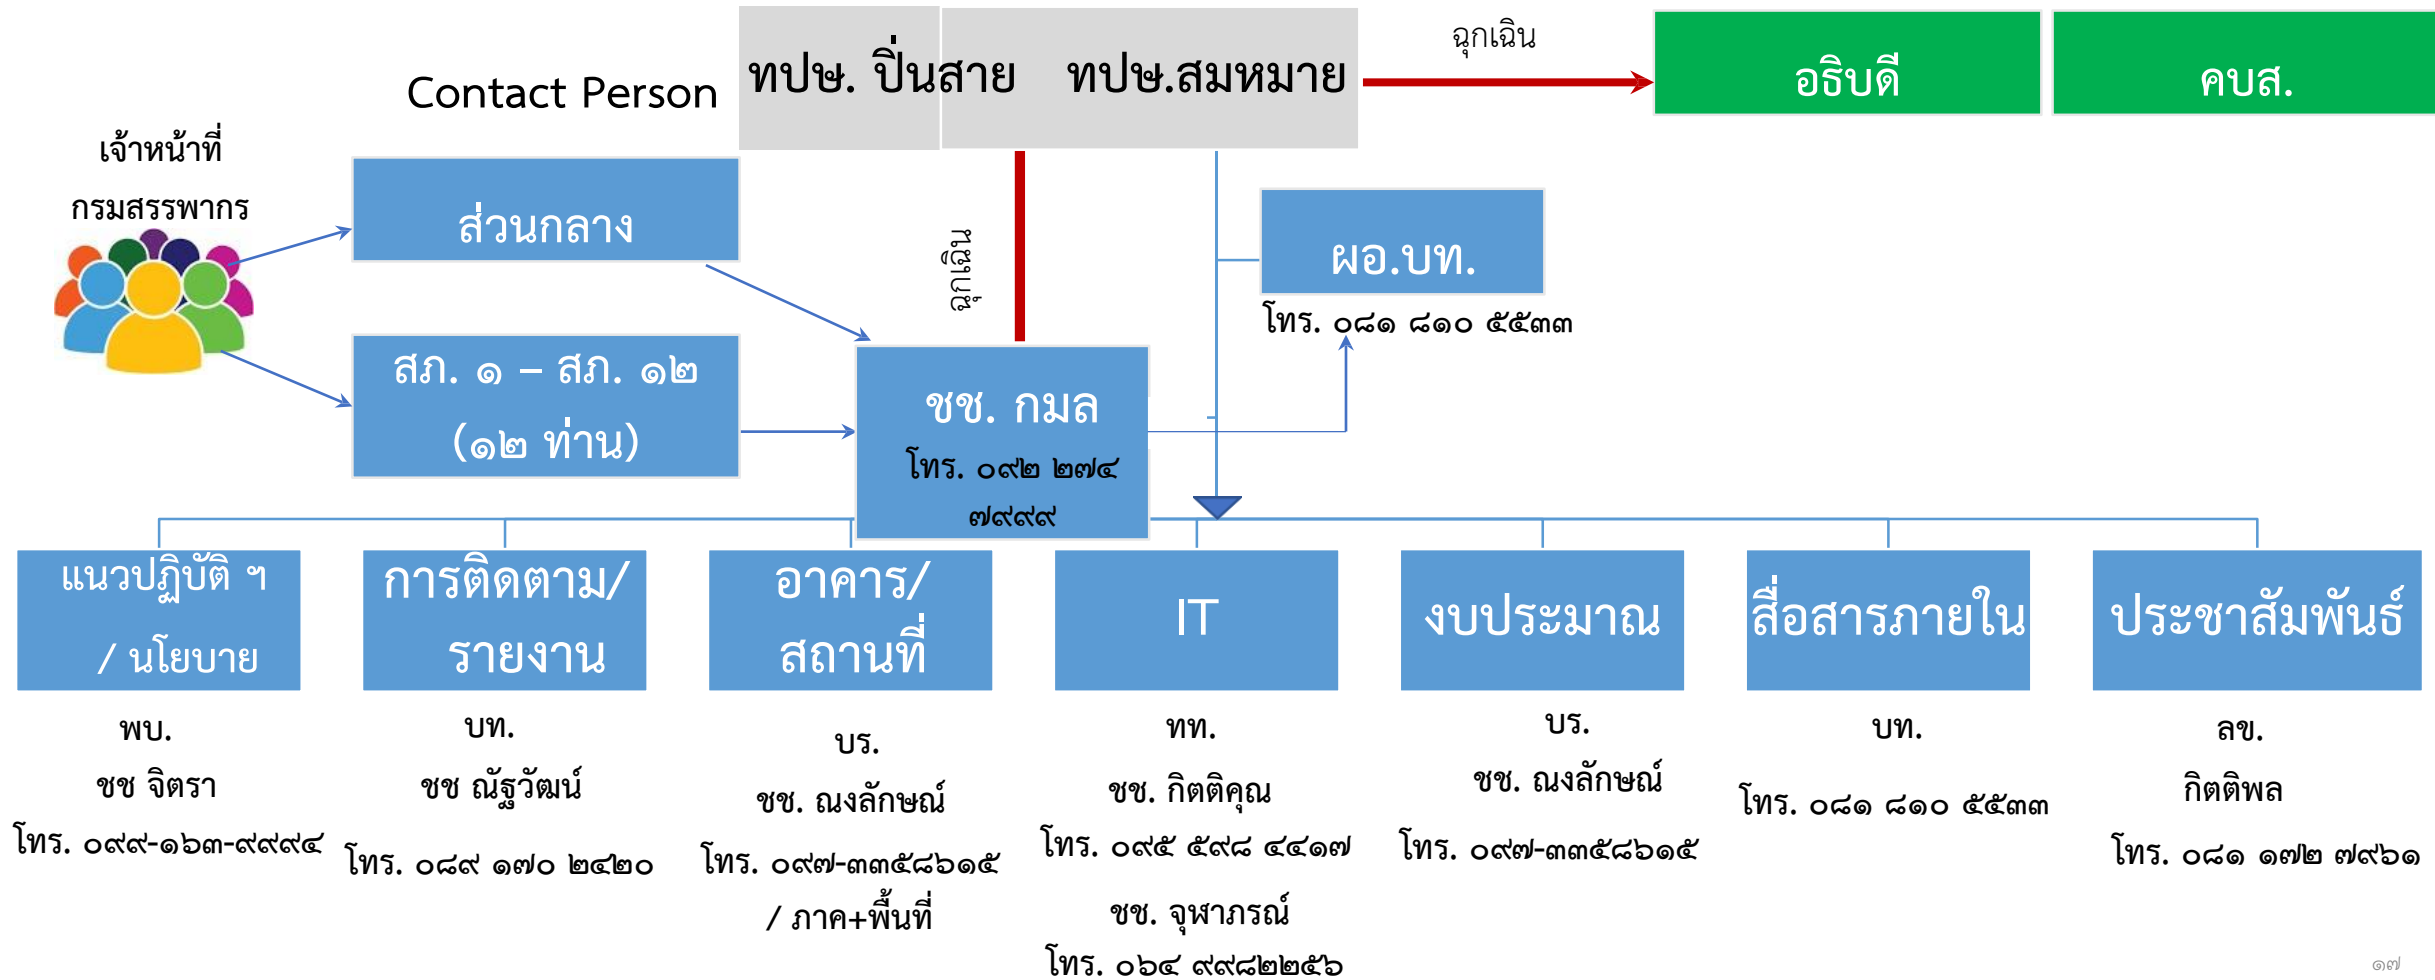 Contact Person
ทปษ. ปิ่นสาย ทปษ.สมหมาย
ฉุกเฉิน
อธิบดี
คบส.
เจ้าหน้าที่
กรมสรรพากร
ส่วนกลาง
ฉุกเฉิน
ผอ.บท.
โทร. ๐๘๑ ๘๑๐ ๕๕๓๓
สภ. ๑ – สภ. ๑๒
(๑๒ ท่าน)
ชช. กมล
โทร. ๐๙๒ ๒๗๔
๗๙๙๙
แนวปฏิบัติ ฯ
/ นโยบาย
การติดตาม/
รายงาน
อาคาร/
สถานที่
IT
งบประมาณ
สื่อสารภายใน
ประชาสัมพันธ์
พบ.
ชช จิตรา
โทร. ๐๙๙-๑๖๓-๙๙๙๔
บท.
ชช ณัฐวัฒน์
โทร. ๐๘๙ ๑๗๐ ๒๔๒๐
บร.
ชช. ณงลักษณ์
โทร. ๐๙๗-๓๓๕๘๖๑๕
/ ภาค+พื้นที่
ทท.
ชช. กิตติคุณ
โทร. ๐๙๕ ๕๙๘ ๔๔๑๗
ชช. จุฬาภรณ์
โทร. ๐๖๔ ๙๙๘๒๒๕๖
บร.
ชช. ณงลักษณ์
โทร. ๐๙๗-๓๓๕๘๖๑๕
บท.
โทร. ๐๘๑ ๘๑๐ ๕๕๓๓
ลข.
กิตติพล
โทร. ๐๘๑ ๑๗๒ ๗๙๖๑
๑๗